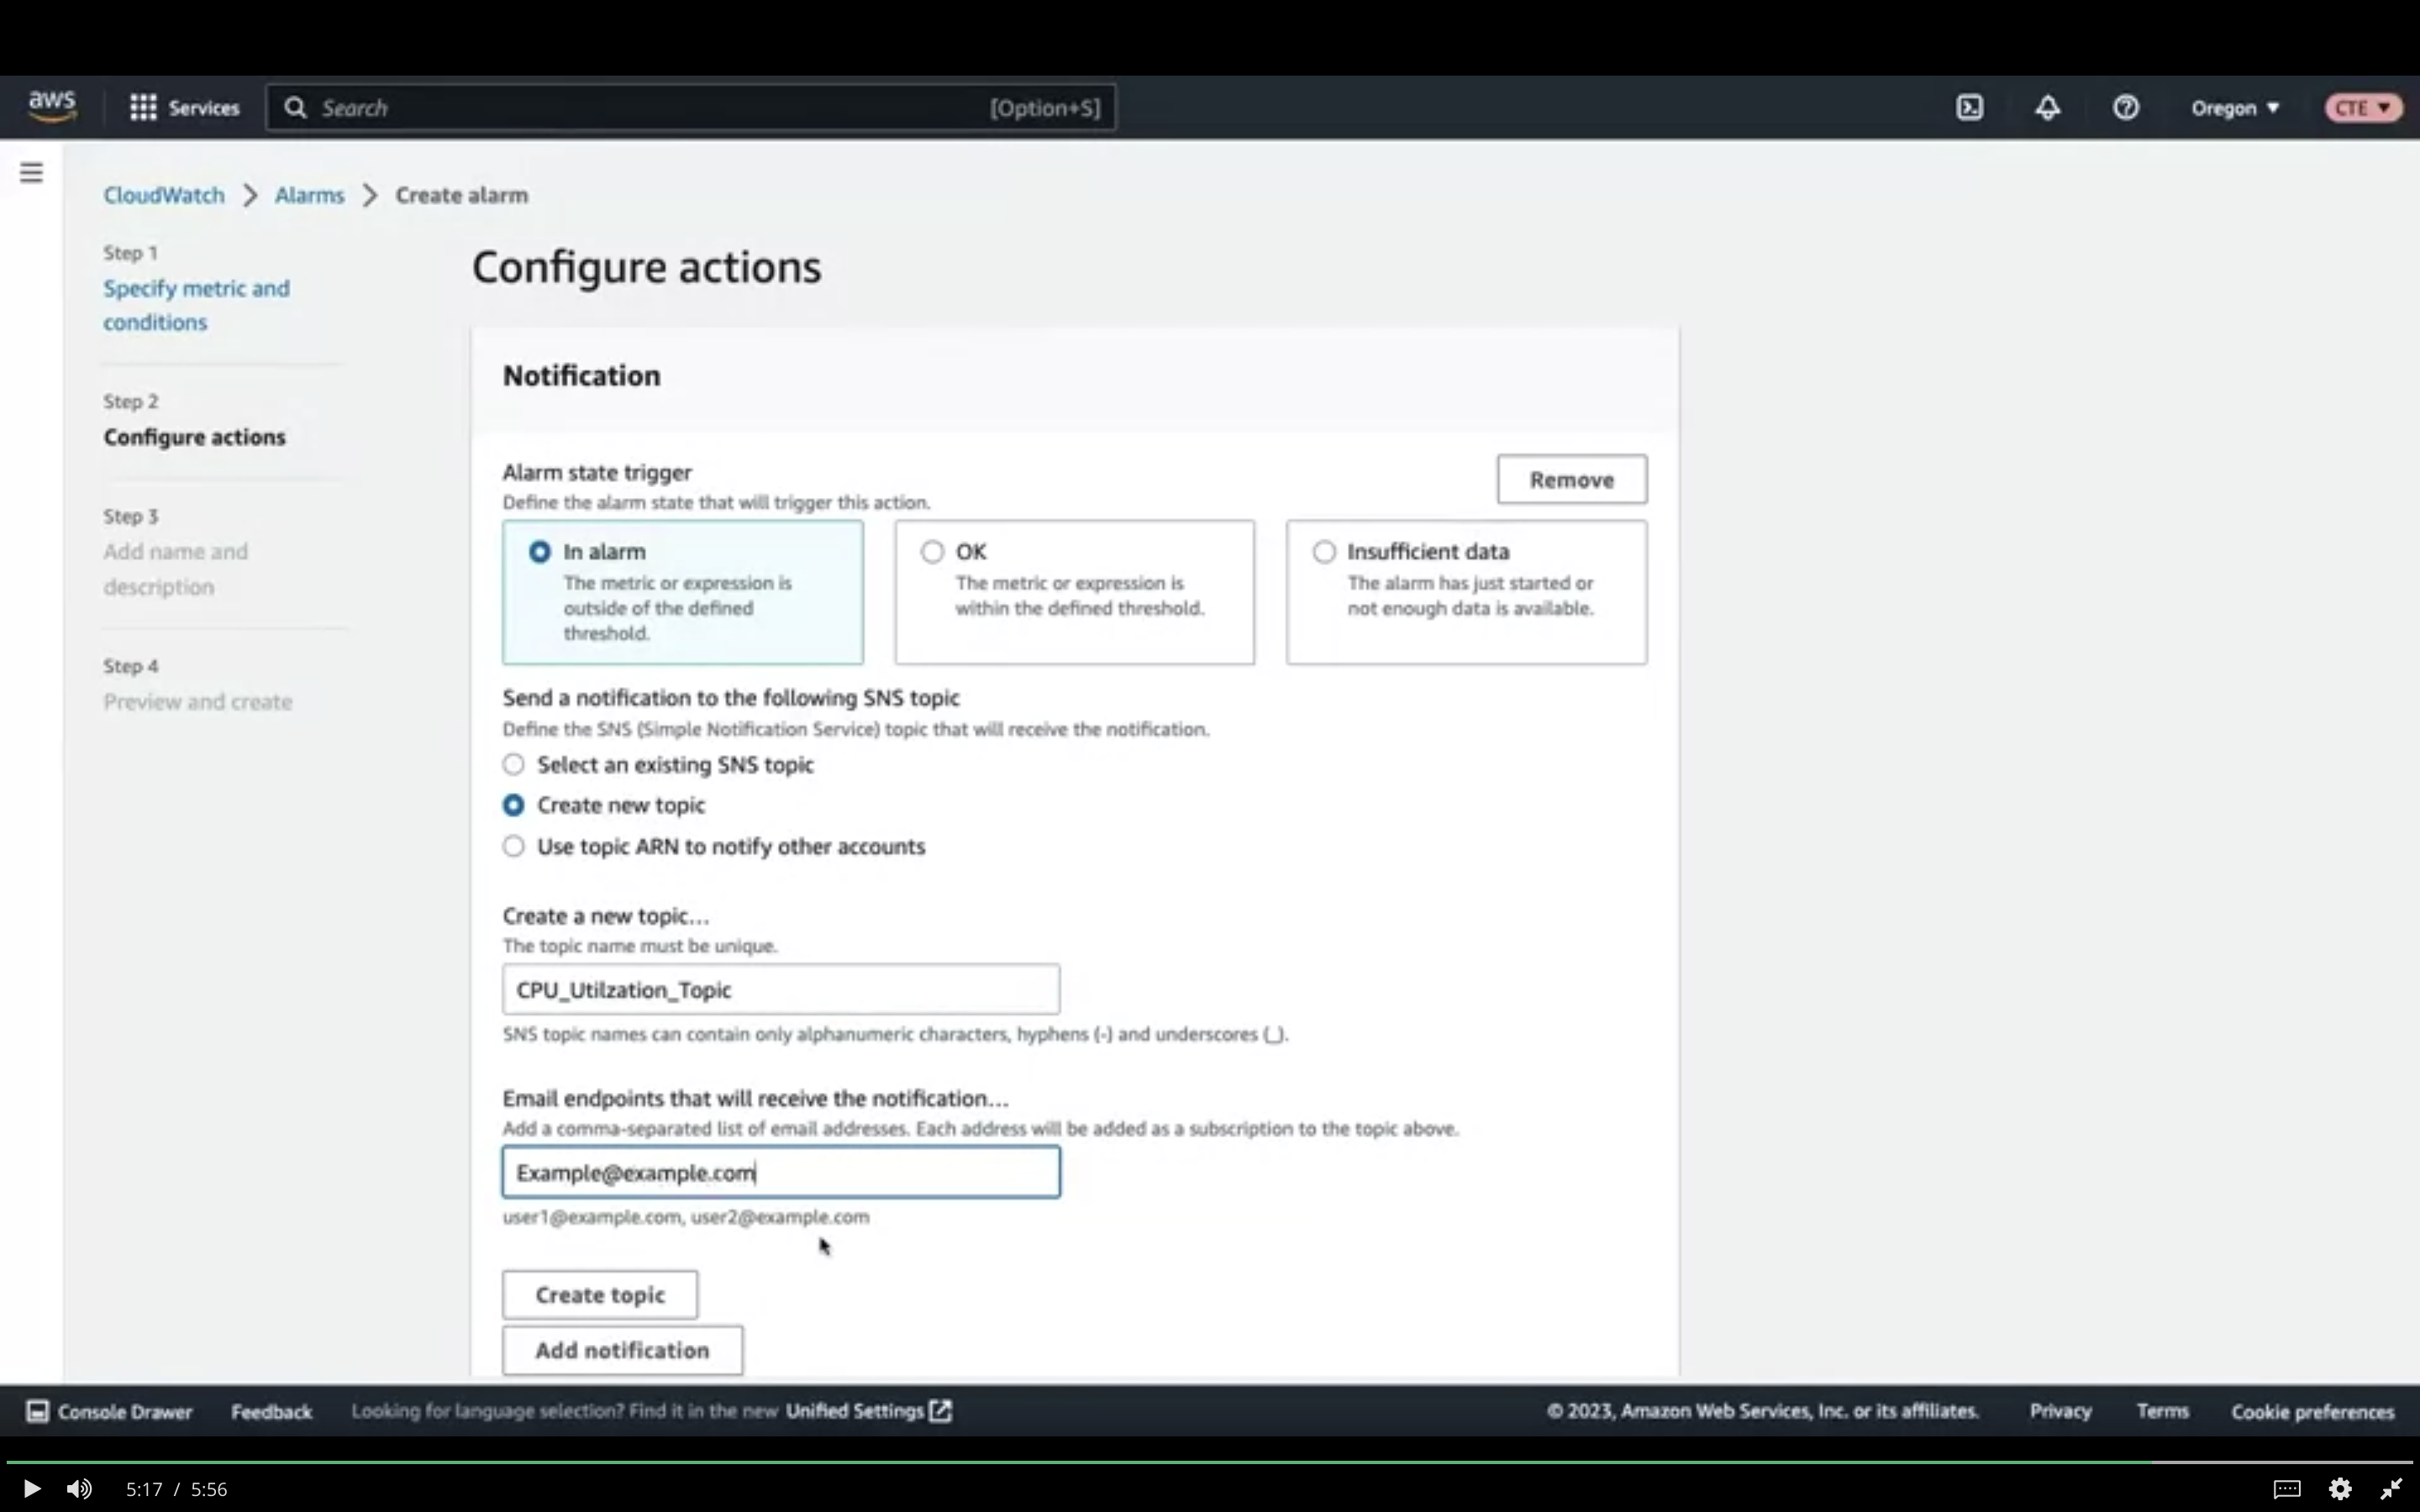 aws
Services
Search
[Option+S]
Oregon
CTE
CloudWatch
Alarms
Create alarm
Step 1
Specify metric and
conditions
Step 2
Configure actions
Step 3
Add name and
description
Step 4
Preview and create
Configure actions
Notification
Alarm state trigger
Define the alarm state that will trigger this action.
Remove
In alarm
The metric or expression is
outside of the defined
threshold.
OK
The metric or expression is
within the defined threshold.
Insufficient data
The alarm has just started or
not enough data is available.
Send a notification to the following SNS topic
Define the SNS (Simple Notification Service) topic that will receive the notification.
Select an existing SNS topic
Create new topic
Use topic ARN to notify other accounts
Create a new topic...
The topic name must be unique.
CPU_Utilzation_Topic
SNS topic names can contain only alphanumeric characters, hyphens (-) and underscores (_).
Email endpoints that will receive the notification...
Add a comma-separated list of email addresses. Each address will be added as a subscription to the topic above.
Example@example.com
user1@example.com, user2@example.com
Create topic
Add notification
Console Drawer
Feedback
Looking for language selection? Find it in the new Unified Settings
© 2023, Amazon Web Services, Inc. or its affiliates.
Privacy
Terms
Cookie preferences
5:17 / 5:56